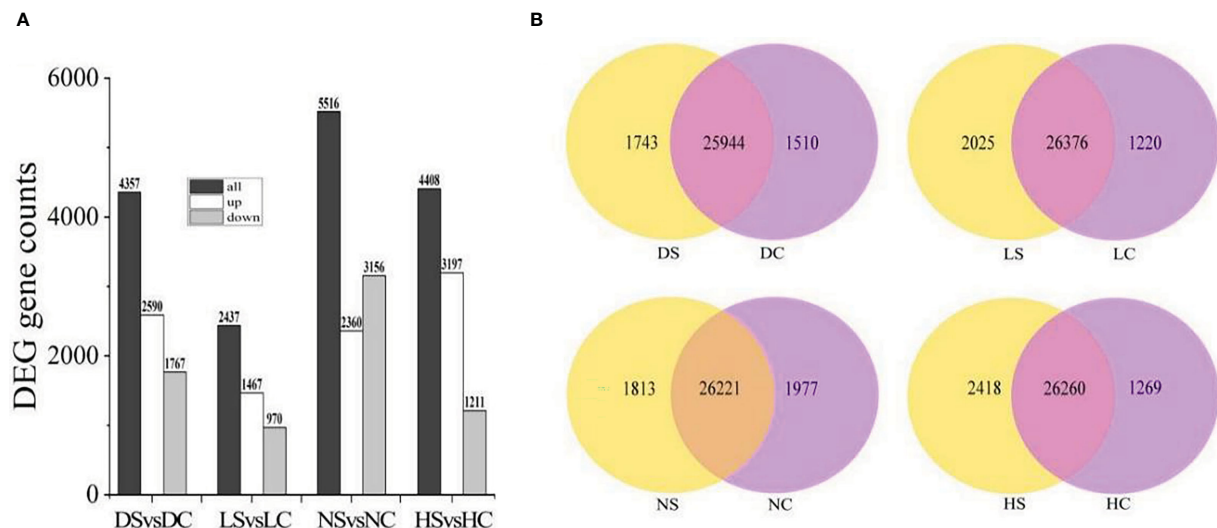 A
DEG gene counts
6000
4000
2000
0
4357
2590
1767
2437
1467
970
5516
2360
3156
4408
3197
1211
all
up
down
DSvsDC
LSvsLC
NSvsNC
HSvsHC
B
1743
25944
1510
DS
DC
2025
26376
1220
LS
LC
1813
26221
1977
NS
NC
2418
26260
1269
HS
HC